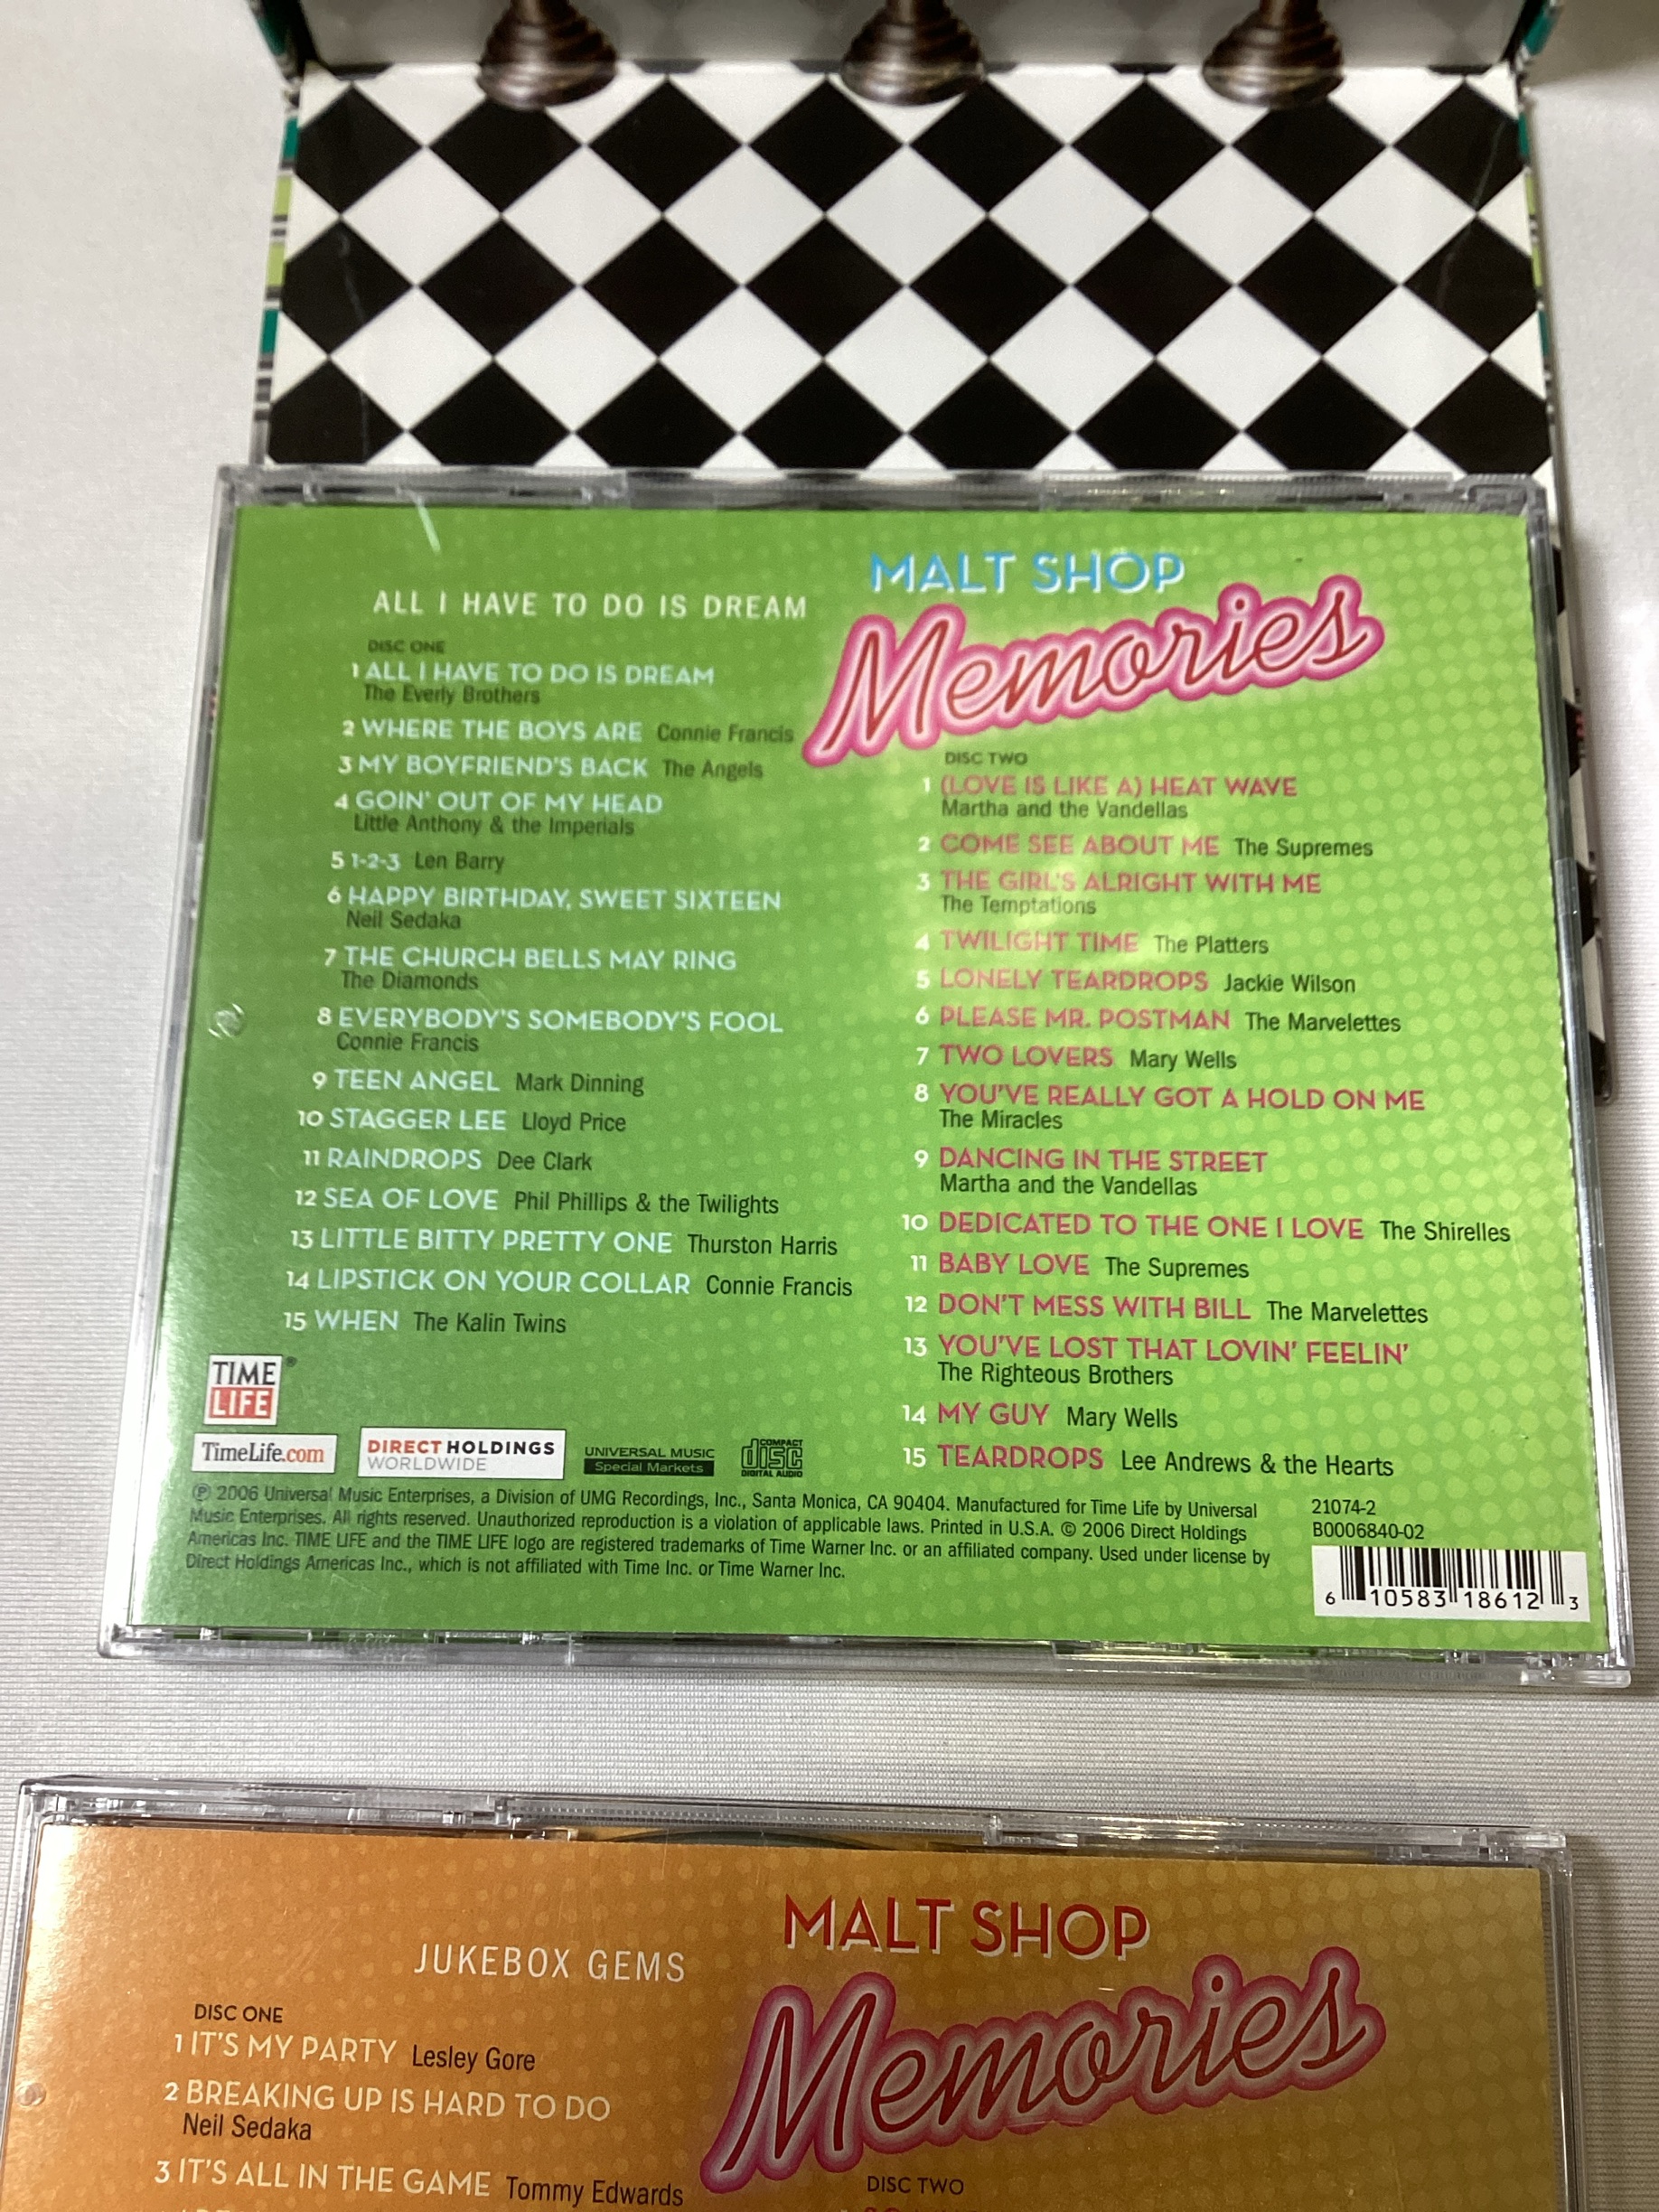 MALT SHOP
Memories
ALL I HAVE TO DO IS DREAM
DISC ONE
1 ALL I HAVE TO DO IS DREAM
The Everly Brothers
2 WHERE THE BOYS ARE Connie Francis
3 MY BOYFRIEND'S BACK The Angels
4 GOIN' OUT OF MY HEAD
Little Anthony & the Imperials
5 1-2-3 Len Barry
6 HAPPY BIRTHDAY, SWEET SIXTEEN
Neil Sedaka
7 THE CHURCH BELLS MAY RING
The Diamonds
8 EVERYBODY'S SOMEBODY'S FOOL
Connie Francis
9 TEEN ANGEL Mark Dinning
10 STAGGER LEE Lloyd Price
11 RAINDROPS Dee Clark
12 SEA OF LOVE Phil Phillips & the Twilights
13 LITTLE BITTY PRETTY ONE Thurston Harris
14 LIPSTICK ON YOUR COLLAR Connie Francis
15 WHEN The Kalin Twins
DISC TWO
1 (LOVE IS LIKE A) HEAT WAVE
Martha and the Vandellas
2 COME SEE ABOUT ME The Supremes
3 THE GIRL'S ALRIGHT WITH ME
The Temptations
4 TWILIGHT TIME The Platters
5 LONELY TEARDROPS Jackie Wilson
6 PLEASE MR. POSTMAN The Marvelettes
7 TWO LOVERS Mary Wells
8 YOU'VE REALLY GOT A HOLD ON ME
The Miracles
9 DANCING IN THE STREET
Martha and the Vandellas
10 DEDICATED TO THE ONE I LOVE The Shirelles
11 BABY LOVE The Supremes
12 DON'T MESS WITH BILL The Marvelettes
13 YOU'VE LOST THAT LOVIN' FEELIN'
The Righteous Brothers
14 MY GUY Mary Wells
15 TEARDROPS Lee Andrews & the Hearts
TIME
LIFE®
TimeLife.com
DIRECT HOLDINGS
WORLDWIDE
UNIVERSAL MUSIC
Special Markets
COMPACT
disc
DIGITAL AUDIO
℗ 2006 Universal Music Enterprises, a Division of UMG Recordings, Inc., Santa Monica, CA 90404. Manufactured for Time Life by Universal
Music Enterprises. All rights reserved. Unauthorized reproduction is a violation of applicable laws. Printed in U.S.A. © 2006 Direct Holdings
Americas Inc. TIME LIFE and the TIME LIFE logo are registered trademarks of Time Warner Inc. or an affiliated company. Used under license by
Direct Holdings Americas Inc., which is not affiliated with Time Inc. or Time Warner Inc.
21074-2
B0006840-02
6 10583 18612 3
MALT SHOP
Memories
JUKEBOX GEMS
DISC ONE
1 IT'S MY PARTY Lesley Gore
2 BREAKING UP IS HARD TO DO
Neil Sedaka
3 IT'S ALL IN THE GAME Tommy Edwards
DISC TWO